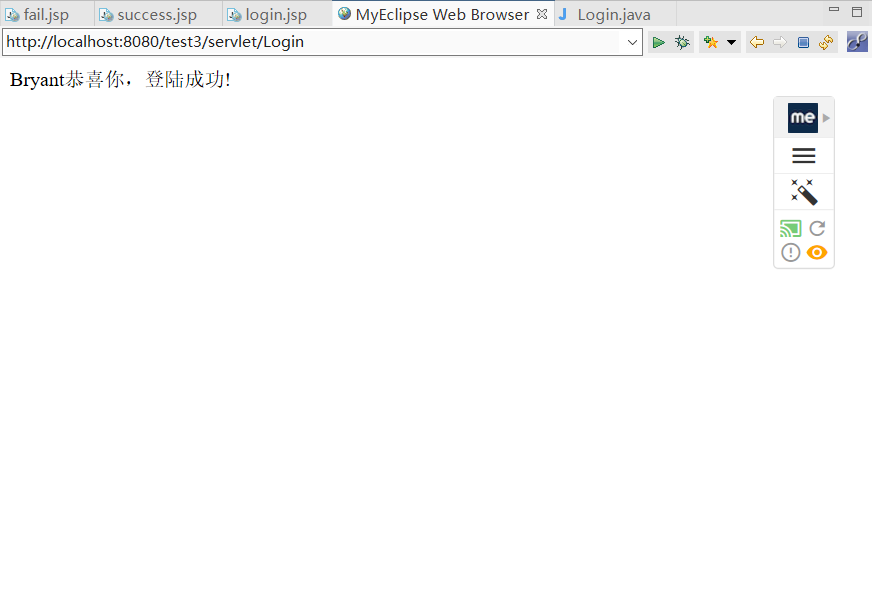 fail.jsp success.jsp login.jsp MyEclipse Web Browser Login.java
http://localhost:8080/test3/servlet/Login
Bryant恭喜你，登陆成功!
me